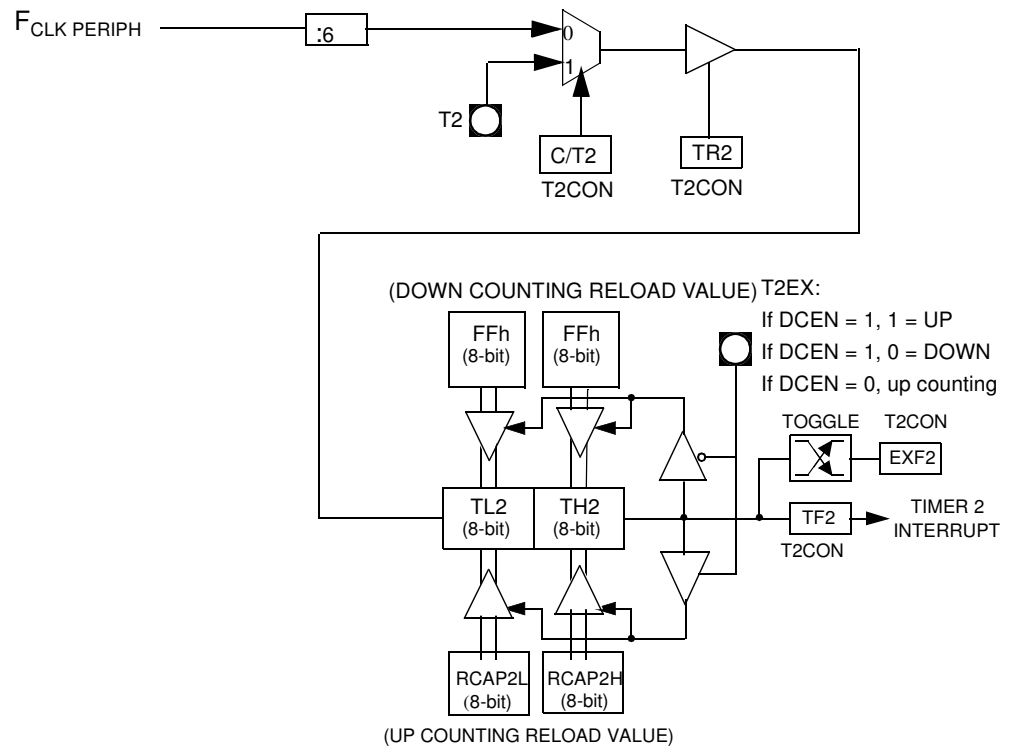 FCLK PERIPH
:6
0
1
T2
C/T2
TR2
T2CON
T2CON
(DOWN COUNTING RELOAD VALUE)
T2EX:
If DCEN = 1, 1 = UP
If DCEN = 1, 0 = DOWN
If DCEN = 0, up counting
FFh
(8-bit)
FFh
(8-bit)
TOGGLE
T2CON
EXF2
TL2
(8-bit)
TH2
(8-bit)
TF2
T2CON
TIMER 2
INTERRUPT
RCAP2L
(8-bit)
RCAP2H
(8-bit)
(UP COUNTING RELOAD VALUE)